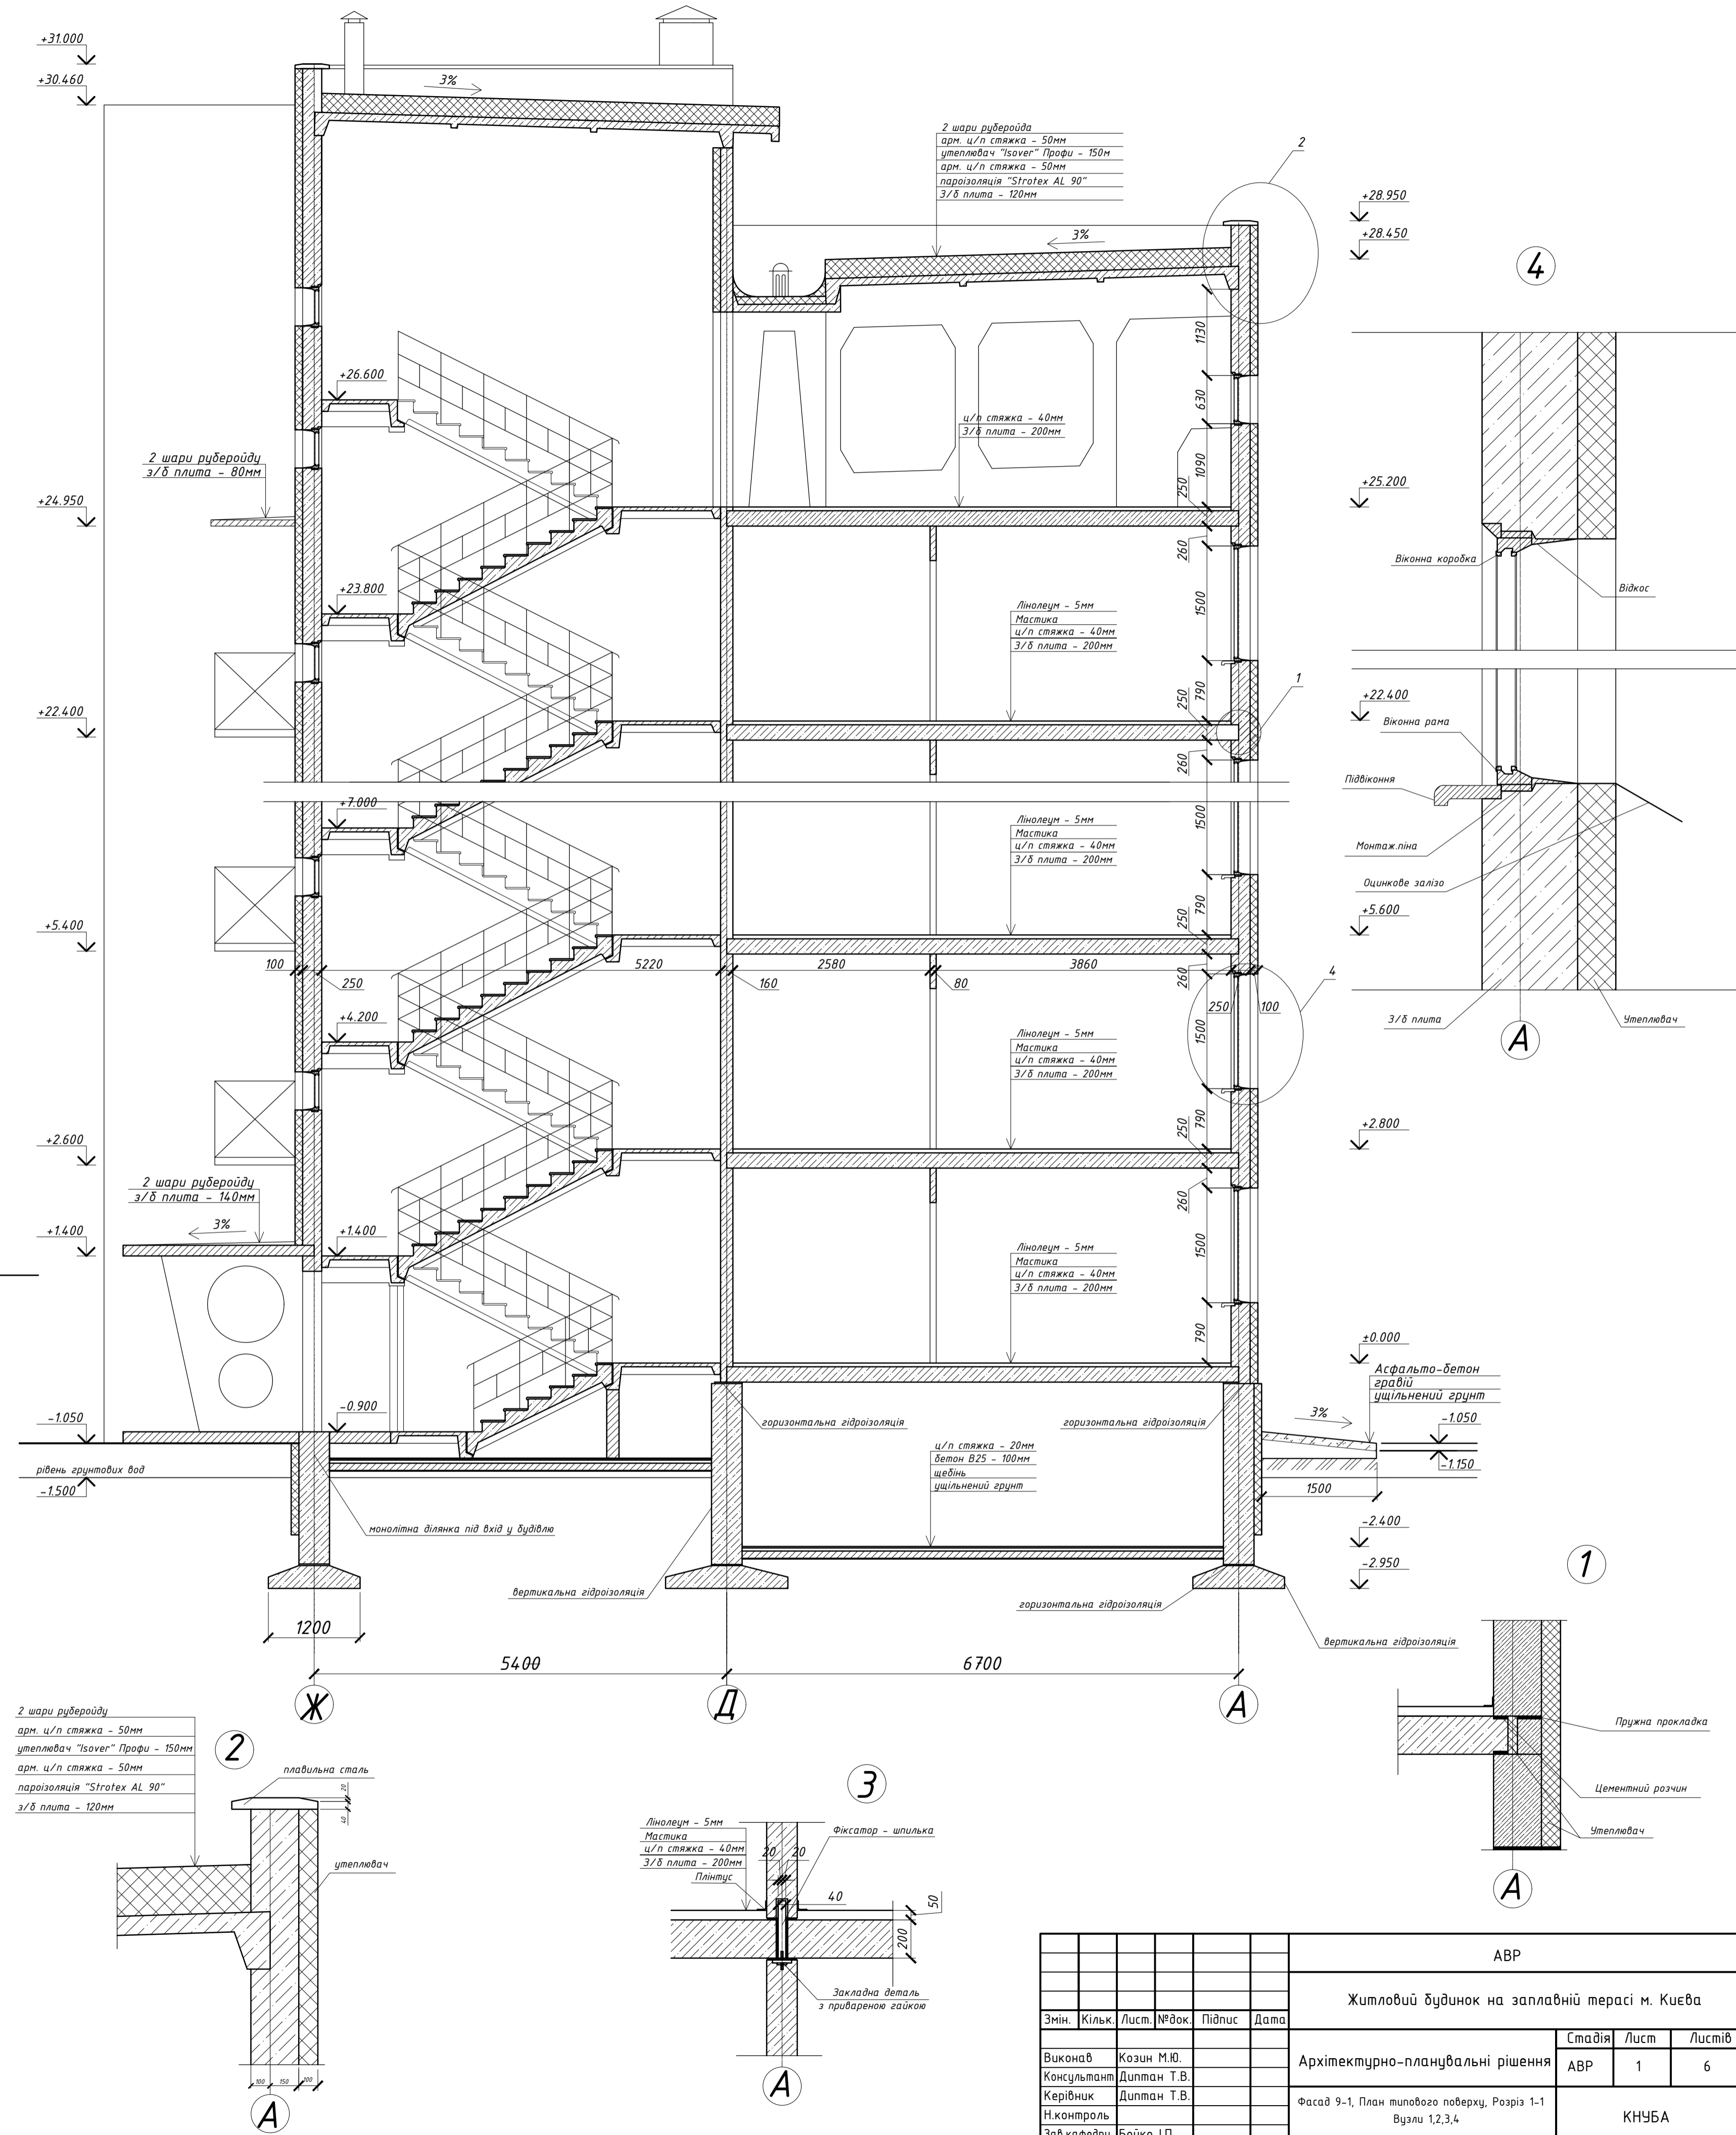 +31.000
+30.460
3%
2 шари рубероїда
арм. ц/п стяжка - 50мм
утеплювач "Isover" Профи - 150м
арм. ц/п стяжка - 50мм
пароізоляція "Strotex AL 90"
З/б плита - 120мм
2
+28.950
+28.450
3%
4
1130
630
1090
250
+26.600
ц/п стяжка - 40мм
З/б плита - 200мм
2 шари рубероїду
з/б плита - 80мм
+24.950
+25.200
260
1500
Віконна коробка
Відкос
+23.800
Лінолеум - 5мм
Мастика
ц/п стяжка - 40мм
З/б плита - 200мм
790
250
1
+22.400
+22.400
Віконна рама
260
Підвіконня
+7.000
Лінолеум - 5мм
Мастика
ц/п стяжка - 40мм
З/б плита - 200мм
1500
Монтаж.піна
Оцинкове залізо
790
250
+5.400
+5.600
100
250
5220
160
2580
80
3860
260
250
100
4
+4.200
Лінолеум - 5мм
Мастика
ц/п стяжка - 40мм
З/б плита - 200мм
1500
З/б плита
Утеплювач
А
790
250
+2.600
+2.800
2 шари рубероїду
з/б плита - 140мм
3%
260
+1.400
+1.400
Лінолеум - 5мм
Мастика
ц/п стяжка - 40мм
З/б плита - 200мм
1500
790
±0.000
Асфальто-бетон
гравій
ущільнений грунт
3%
-1.050
-1.150
1500
-0.900
-1.050
горизонтальна гідроізоляція
горизонтальна гідроізоляція
ц/п стяжка - 20мм
бетон В25 - 100мм
щебінь
ущільнений грунт
рівень грунтових вод
-1.500
монолітна ділянка під вхід у будівлю
-2.400
-2.950
вертикальна гідроізоляція
горизонтальна гідроізоляція
вертикальна гідроізоляція
1200
5400
6700
Ж
Д
А
1
Пружна прокладка
Цементний розчин
Утеплювач
А
2 шари рубероїду
арм. ц/п стяжка - 50мм
утеплювач "Isover" Профи - 150мм
арм. ц/п стяжка - 50мм
пароізоляція "Strotex AL 90"
з/б плита - 120мм
2
плавильна сталь
20
40
утеплювач
100
150
100
А
3
Лінолеум - 5мм
Мастика
ц/п стяжка - 40мм
З/б плита - 200мм
Плінтус
Фіксатор - шпилька
20
20
40
50
200
Закладна деталь
з привареною гайкою
А
АВР
Житловий будинок на заплавній терасі м. Києва
Змін. Кільк. Лист. №док. Підпис Дата
Виконав Козин М.Ю.
Консультант Диптан Т.В.
Керівник Диптан Т.В.
Н.контроль
Зав.кафедри Бойко І.П.
Архітектурно-планувальні рішення
Стадія Лист Листів
АВР 1 6
Фасад 9-1, План типового поверху, Розріз 1-1
Вузли 1,2,3,4
КНУБА